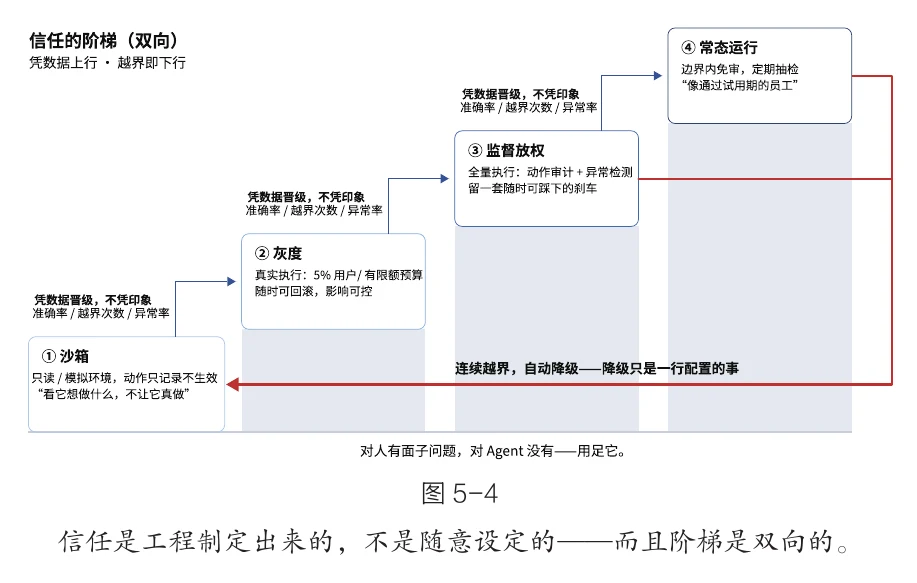 信任的阶梯（双向）
凭数据上行 · 越界即下行
④ 常态运行
边界内免审，定期抽检
“像通过试用期的员工”
凭数据晋级，不凭印象
准确率 / 越界次数 / 异常率
③ 监督放权
全量执行：动作审计 + 异常检测
留一套随时可踩下的刹车
凭数据晋级，不凭印象
准确率 / 越界次数 / 异常率
② 灰度
真实执行：5% 用户/ 有限额预算
随时可回滚，影响可控
凭数据晋级，不凭印象
准确率 / 越界次数 / 异常率
① 沙箱
只读 / 模拟环境，动作只记录不生效
“看它想做什么，不让它真做”
连续越界，自动降级——降级只是一行配置的事
对人有面子问题，对 Agent 没有——用足它。
图 5-4
信任是工程制定出来的，不是随意设定的——而且阶梯是双向的。